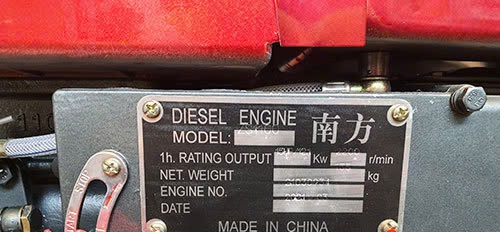 DIESEL ENGINE
MODEL: ZS1100 南方
1h. RATING OUTPUT Kw r/min
NET. WEIGHT kg
ENGINE NO.
DATE
MADE IN CHINA